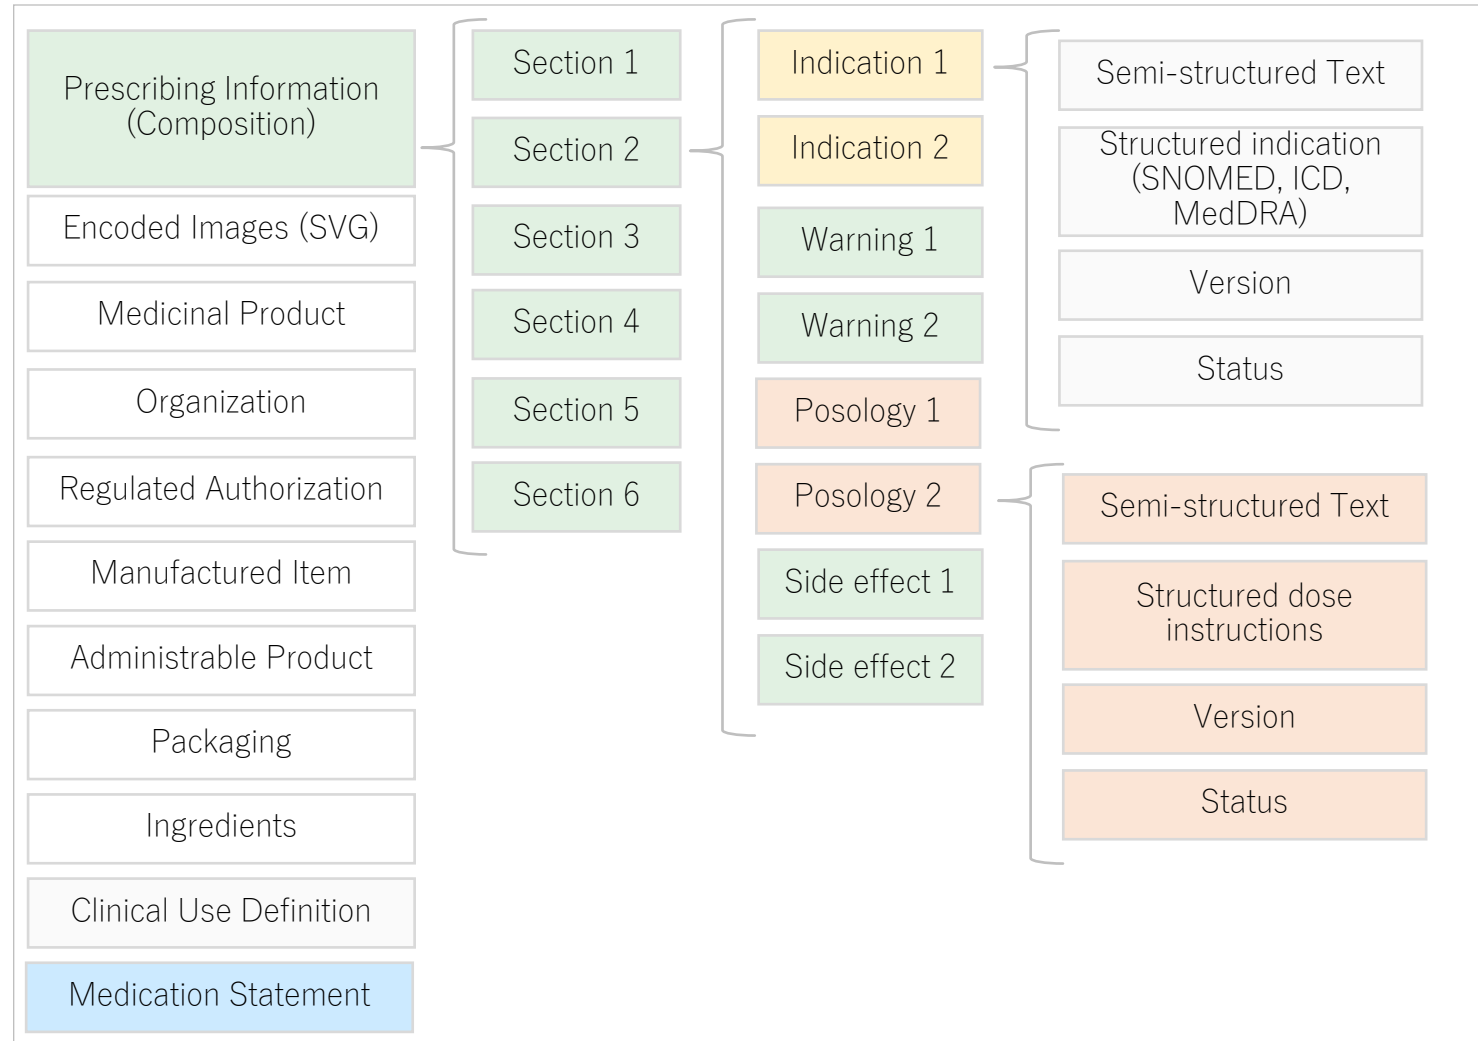 Prescribing Information
(Composition)
Encoded Images (SVG)
Medicinal Product
Organization
Regulated Authorization
Manufactured Item
Administrable Product
Packaging
Ingredients
Clinical Use Definition
Medication Statement
Section 1
Section 2
Section 3
Section 4
Section 5
Section 6
Indication 1
Indication 2
Warning 1
Warning 2
Posology 1
Posology 2
Side effect 1
Side effect 2
Semi-structured Text
Structured indication
(SNOMED, ICD,
MedDRA)
Version
Status
Semi-structured Text
Structured dose
instructions
Version
Status